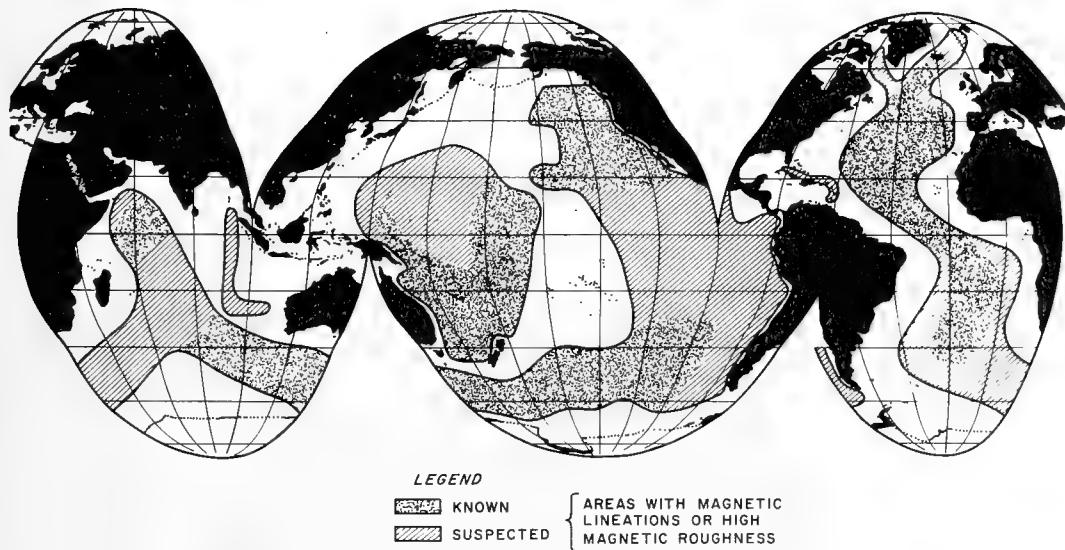 LEGEND
KNOWN
SUSPECTED
AREAS WITH MAGNETIC
LINEATIONS OR HIGH
MAGNETIC ROUGHNESS